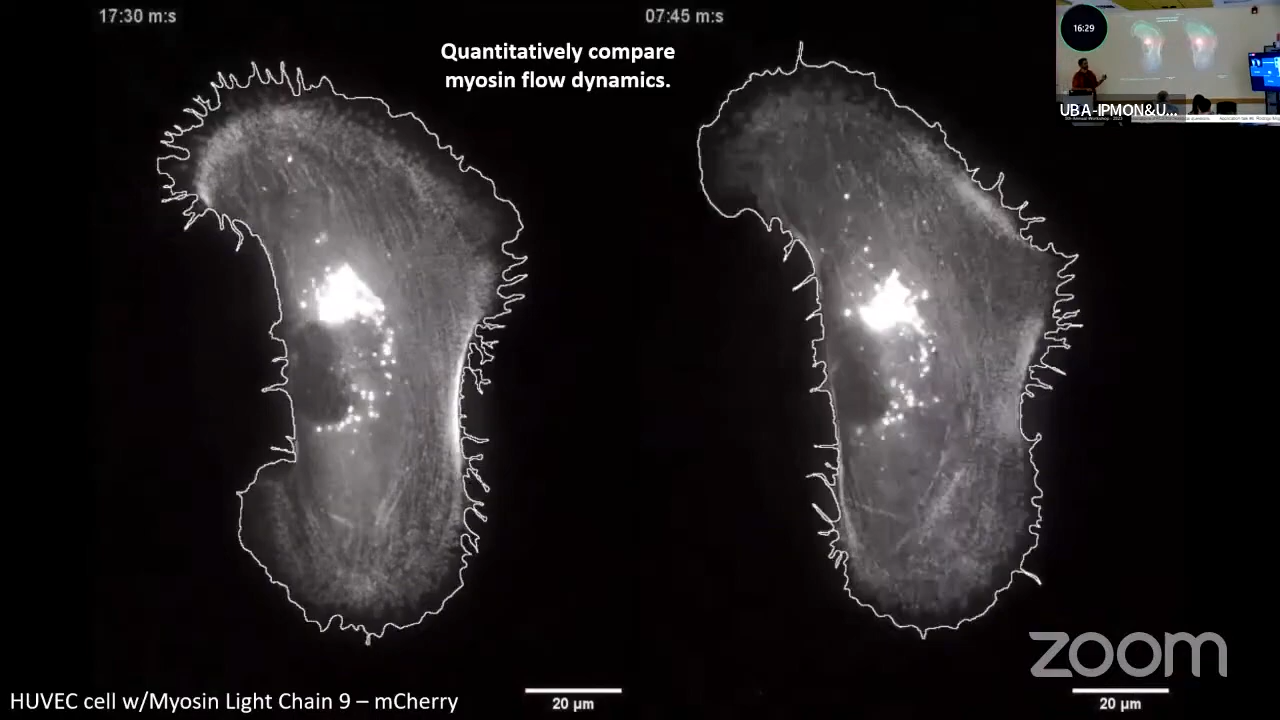 17:30 m:s
07:45 m:s
Quantitatively compare
myosin flow dynamics.
16:29
UBA-IPMON&U...
HUVEC cell w/Myosin Light Chain 9 – mCherry
20 µm
20 µm
zoom